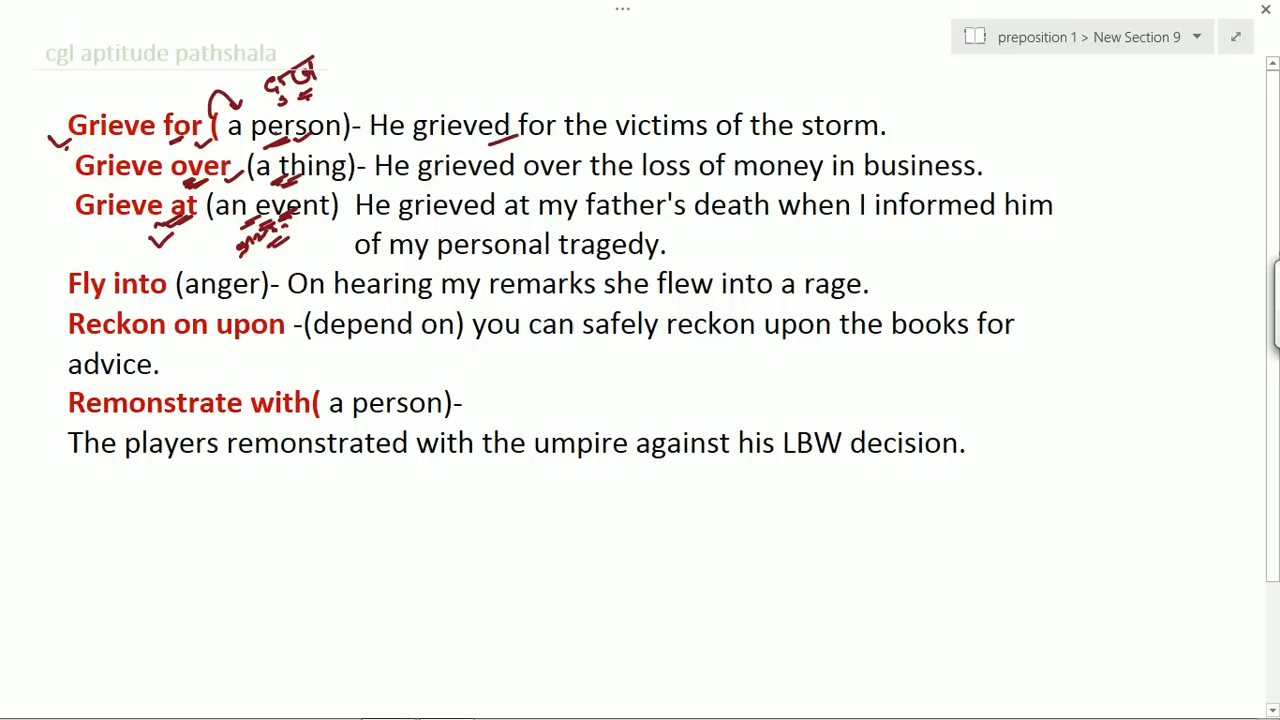 preposition 1 > New Section 9
cgl aptitude pathshala
Grieve for ( a person)- He grieved for the victims of the storm.
Grieve over (a thing)- He grieved over the loss of money in business.
Grieve at (an event) He grieved at my father's death when I informed him
of my personal tragedy.
Fly into (anger)- On hearing my remarks she flew into a rage.
Reckon on upon -(depend on) you can safely reckon upon the books for
advice.
Remonstrate with( a person)-
The players remonstrated with the umpire against his LBW decision.